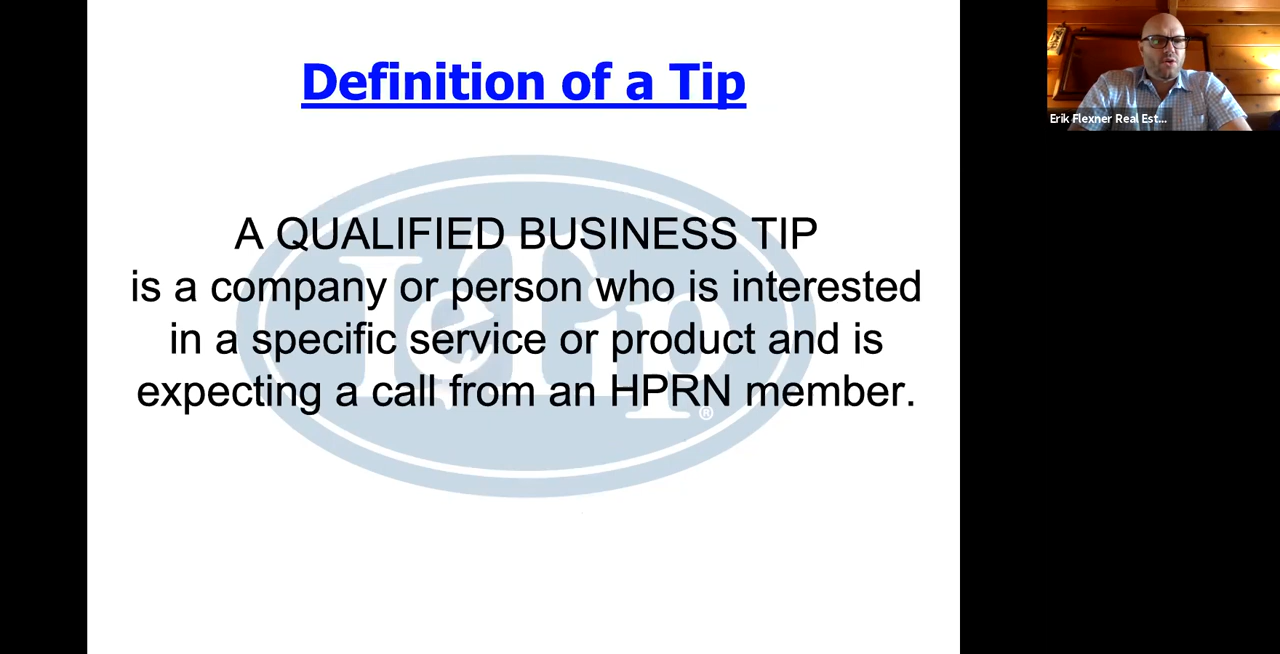 Definition of a Tip
A QUALIFIED BUSINESS TIP
is a company or person who is interested
in a specific service or product and is
expecting a call from an HPRN member.
LeTip®
Erik Flexner Real Est...